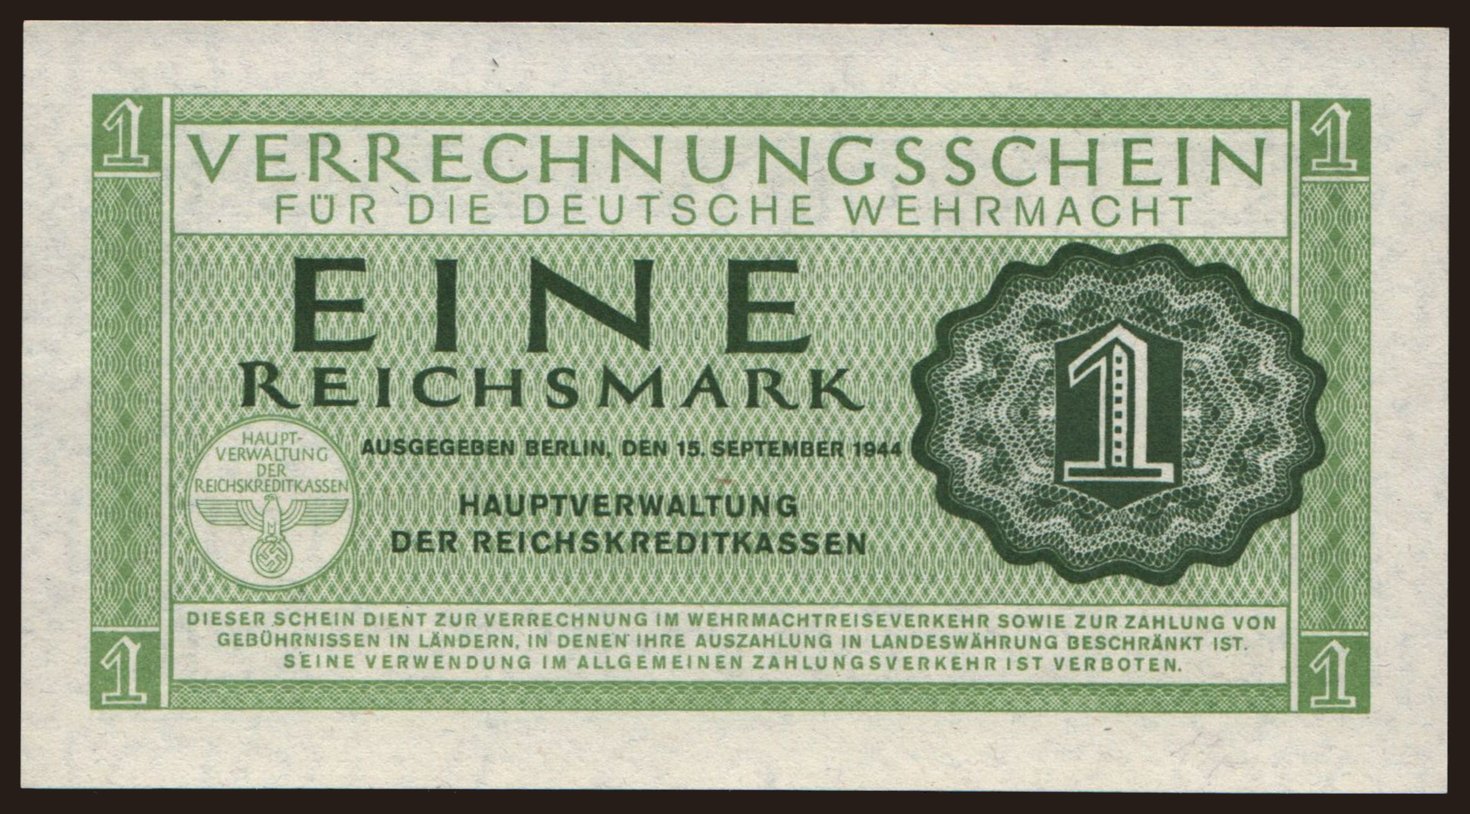 1
1
VERRECHNUNGSSCHEIN
FÜR DIE DEUTSCHE WEHRMACHT
EINE
REICHSMARK
1
AUSGEGEBEN BERLIN, DEN 15. SEPTEMBER 1944
HAUPT-
VERWALTUNG
DER
REICHSKREDITKASSEN
HAUPTVERWALTUNG
DER REICHSKREDITKASSEN
DIESER SCHEIN DIENT ZUR VERRECHNUNG IM WEHRMACHTREISEVERKEHR SOWIE ZUR ZAHLUNG VON
GEBÜHRNISSEN IN LÄNDERN, IN DENEN IHRE AUSZAHLUNG IN LANDESWÄHRUNG BESCHRÄNKT IST.
SEINE VERWENDUNG IM ALLGEMEINEN ZAHLUNGSVERKEHR IST VERBOTEN.
1
1